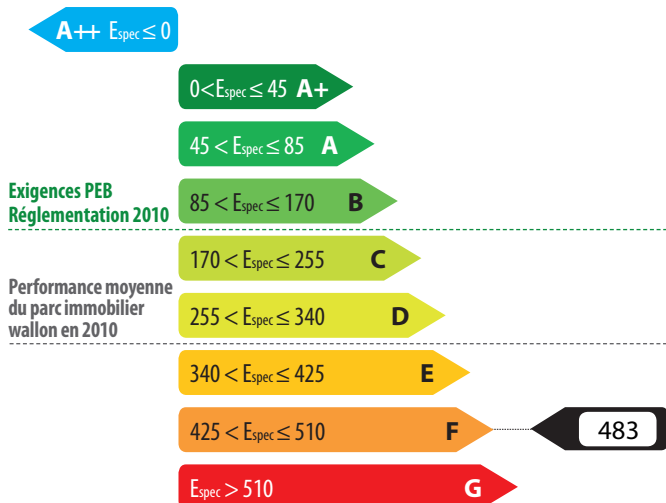 A++ Espec ≤ 0
0 < Espec ≤ 45 A+
45 < Espec ≤ 85 A
Exigences PEB
Réglementation 2010
85 < Espec ≤ 170 B
170 < Espec ≤ 255 C
Performance moyenne
du parc immobilier
wallon en 2010
255 < Espec ≤ 340 D
340 < Espec ≤ 425 E
425 < Espec ≤ 510 F 483
Espec > 510 G